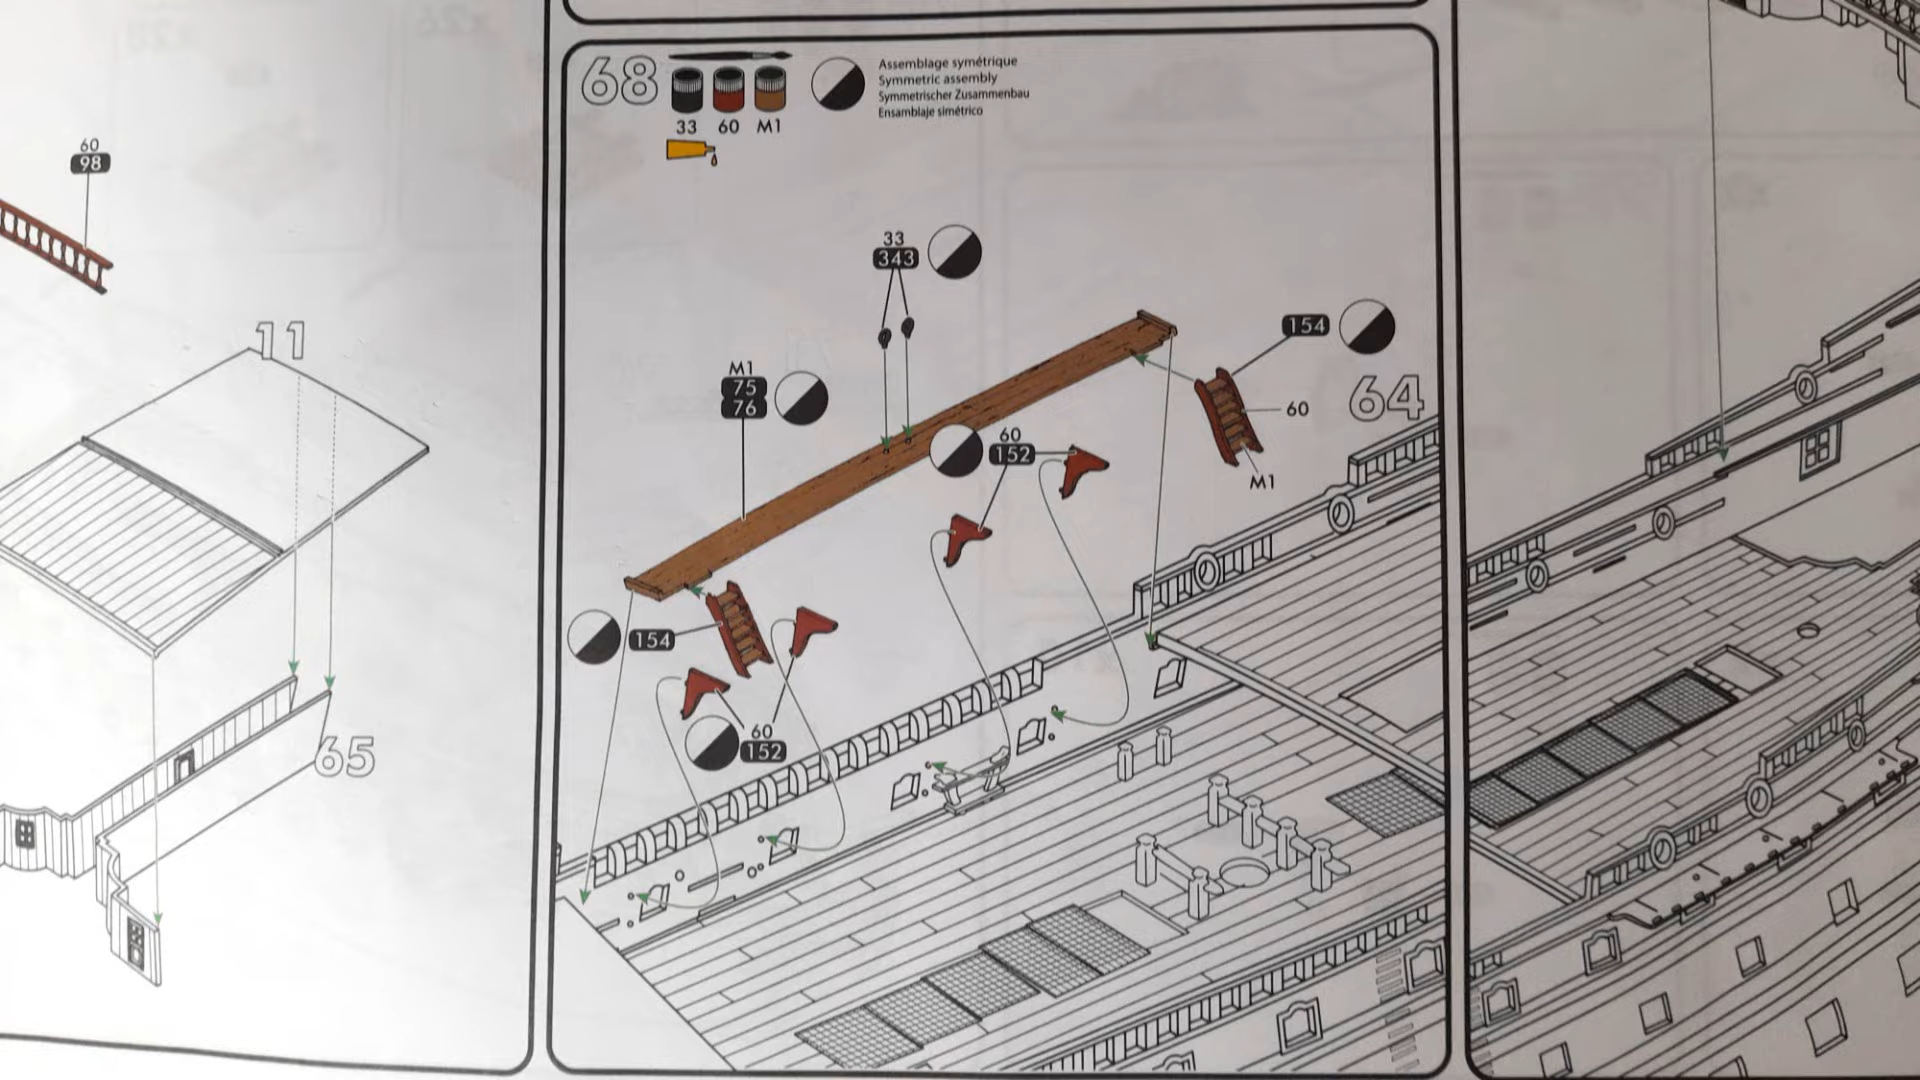 60
98
11
65
68
33 60 M1
Assemblage symétrique
Symmetric assembly
Symmetrischer Zusammenbau
Ensamblaje simétrico
33
343
154
M1
75
76
60
64
60
152
M1
154
60
152